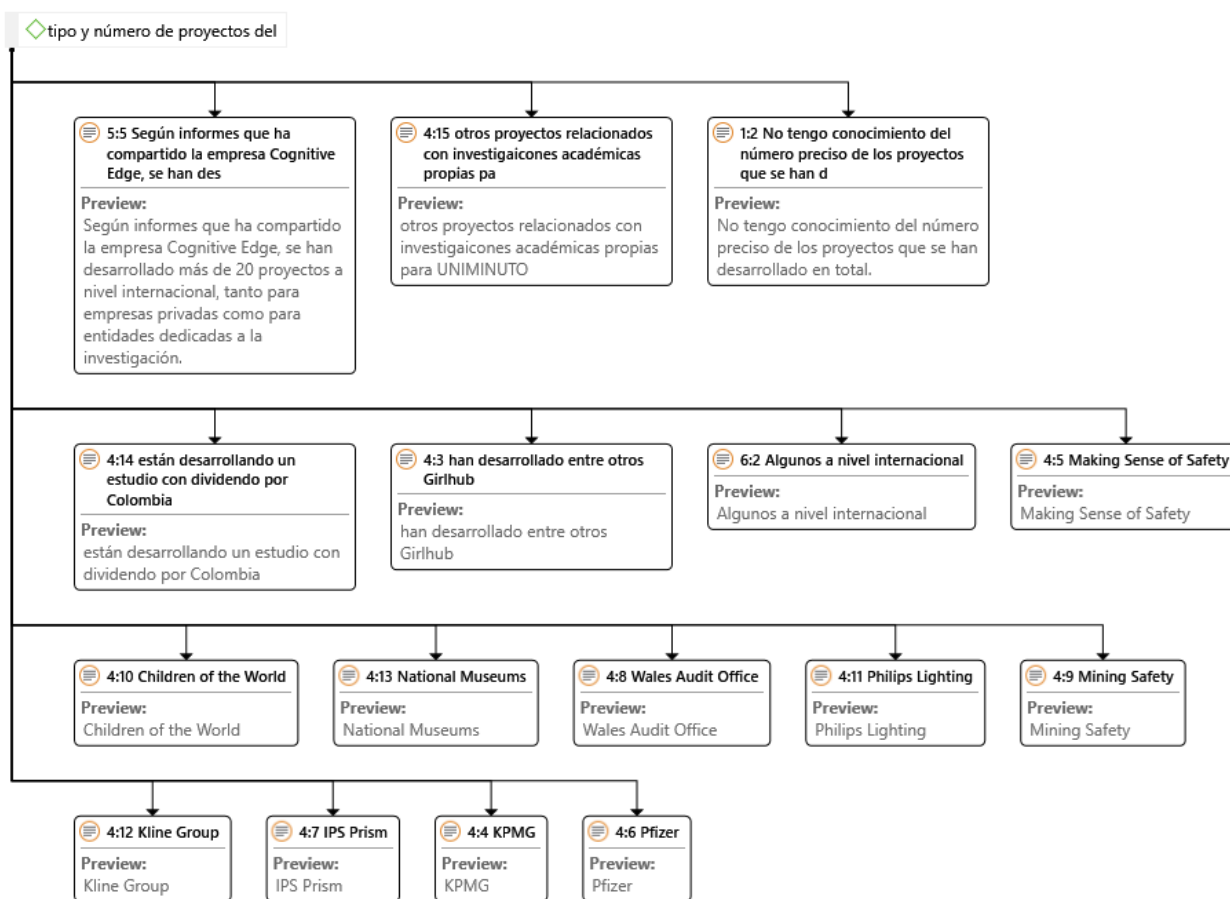 tipo y número de proyectos del
5:5 Según informes que ha
compartido la empresa Cognitive
Edge, se han des
Preview:
Según informes que ha compartido
la empresa Cognitive Edge, se han
desarrollado más de 20 proyectos a
nivel internacional, tanto para
empresas privadas como para
entidades dedicadas a la
investigación.
4:15 otros proyectos relacionados
con investigaicones académicas
propias pa
Preview:
otros proyectos relacionados con
investigaicones académicas propias
para UNIMINUTO
1:2 No tengo conocimiento del
número preciso de los proyectos
que se han d
Preview:
No tengo conocimiento del número
preciso de los proyectos que se han
desarrollado en total.
4:14 están desarrollando un
estudio con dividendo por
Colombia
Preview:
están desarrollando un estudio con
dividendo por Colombia
4:3 han desarrollado entre otros
Girlhub
Preview:
han desarrollado entre otros
Girlhub
6:2 Algunos a nivel internacional
Preview:
Algunos a nivel internacional
4:5 Making Sense of Safety
Preview:
Making Sense of Safety
4:10 Children of the World
Preview:
Children of the World
4:13 National Museums
Preview:
National Museums
4:8 Wales Audit Office
Preview:
Wales Audit Office
4:11 Philips Lighting
Preview:
Philips Lighting
4:9 Mining Safety
Preview:
Mining Safety
4:12 Kline Group
Preview:
Kline Group
4:7 IPS Prism
Preview:
IPS Prism
4:4 KPMG
Preview:
KPMG
4:6 Pfizer
Preview:
Pfizer